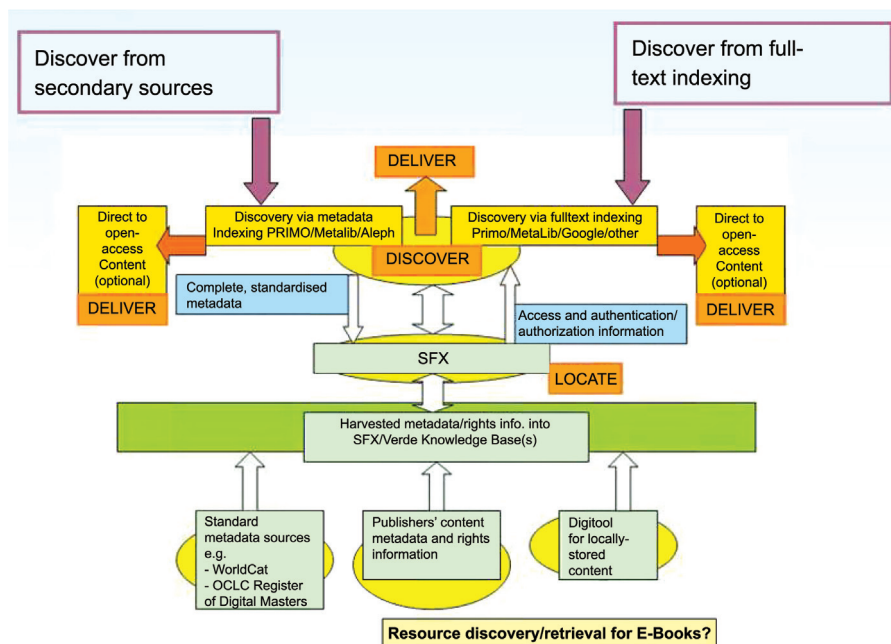 Discover from
secondary sources
Discover from full-
text indexing
DELIVER
Direct to
open-
access
Content
(optional)
DELIVER
Discovery via metadata
Indexing PRIMO/Metalib/Aleph
Discovery via fulltext indexing
Primo/MetaLib/Google/other
Direct to
open-
access
Content
(optional)
DELIVER
DISCOVER
Complete, standardised
metadata
Access and authentication/
authorization information
SFX
LOCATE
Harvested metadata/rights info. into
SFX/Verde Knowledge Base(s)
Standard
metadata sources
e.g.
- WorldCat
- OCLC Register
of Digital Masters
Publishers' content
metadata and rights
information
Digitool
for locally-
stored
content
Resource discovery/retrieval for E-Books?